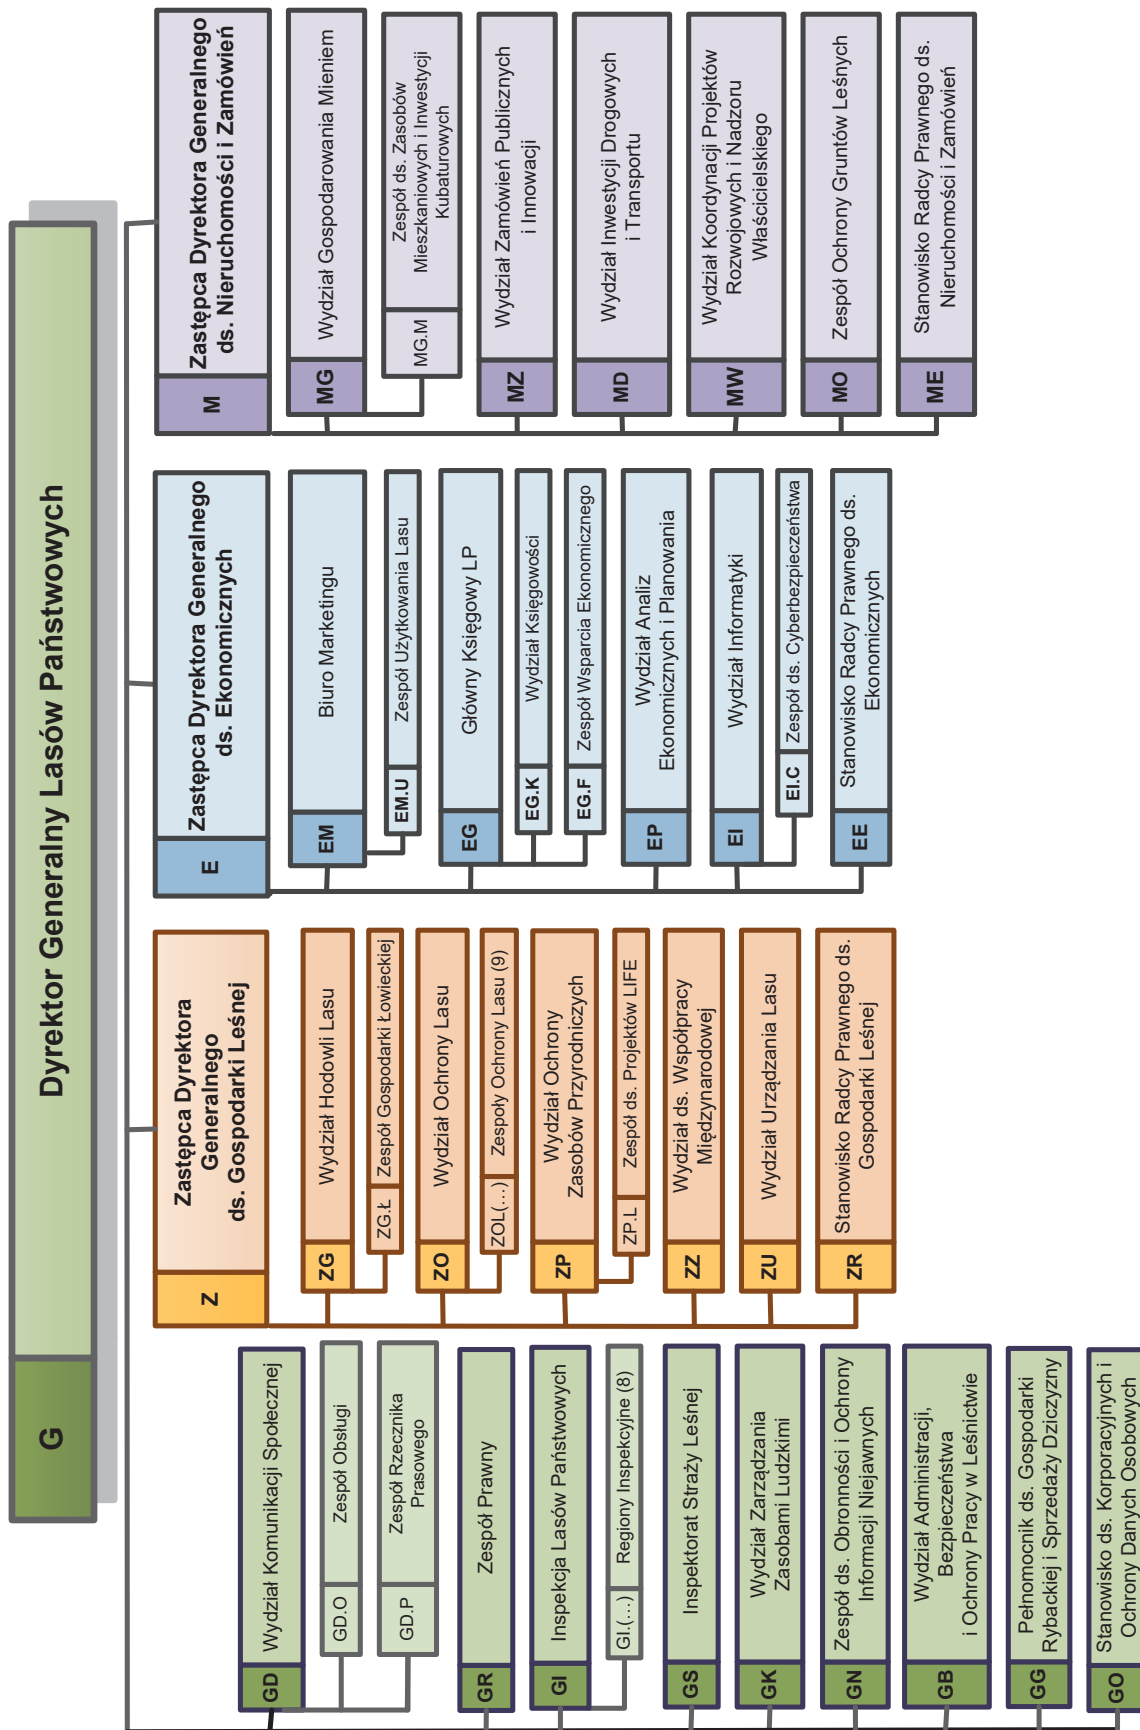 G
Dyrektor Generalny Lasów Państwowych
GD
Wydział Komunikacji Społecznej
GD.O
Zespół Obsługi
GD.P
Zespół Rzecznika
Prasowego
GR
Zespół Prawny
GI
Inspekcja Lasów Państwowych
GI.(...)
Regiony Inspekcyjne (8)
GS
Inspektorat Straży Leśnej
GK
Wydział Zarządzania
Zasobami Ludzkimi
GN
Zespół ds. Obronności i Ochrony
Informacji Niejawnych
GB
Wydział Administracji,
Bezpieczeństwa
i Ochrony Pracy w Leśnictwie
GG
Pełnomocnik ds. Gospodarki
Rybackiej i Sprzedaży Dziczyzny
GO
Stanowisko ds. Korporacyjnych i
Ochrony Danych Osobowych
Z
Zastępca Dyrektora
Generalnego
ds. Gospodarki Leśnej
ZG
Wydział Hodowli Lasu
ZG.Ł
Zespół Gospodarki Łowieckiej
ZO
Wydział Ochrony Lasu
ZOL(...)
Zespoły Ochrony Lasu (9)
ZP
Wydział Ochrony
Zasobów Przyrodniczych
ZP.L
Zespół ds. Projektów LIFE
ZZ
Wydział ds. Współpracy
Międzynarodowej
ZU
Wydział Urządzania Lasu
ZR
Stanowisko Radcy Prawnego ds.
Gospodarki Leśnej
E
Zastępca Dyrektora Generalnego
ds. Ekonomicznych
EM
Biuro Marketingu
EM.U
Zespół Użytkowania Lasu
EG
Główny Księgowy LP
EG.K
Wydział Księgowości
EG.F
Zespół Wsparcia Ekonomicznego
EP
Wydział Analiz
Ekonomicznych i Planowania
EI
Wydział Informatyki
EI.C
Zespół ds. Cyberbezpieczeństwa
EE
Stanowisko Radcy Prawnego ds.
Ekonomicznych
M
Zastępca Dyrektora Generalnego
ds. Nieruchomości i Zamówień
MG
Wydział Gospodarowania Mieniem
MG.M
Zespół ds. Zasobów
Mieszkaniowych i Inwestycji
Kubaturowych
MZ
Wydział Zamówień Publicznych
i Innowacji
MD
Wydział Inwestycji Drogowych
i Transportu
MW
Wydział Koordynacji Projektów
Rozwojowych i Nadzoru
Właścicielskiego
MO
Zespół Ochrony Gruntów Leśnych
ME
Stanowisko Radcy Prawnego ds.
Nieruchomości i Zamówień